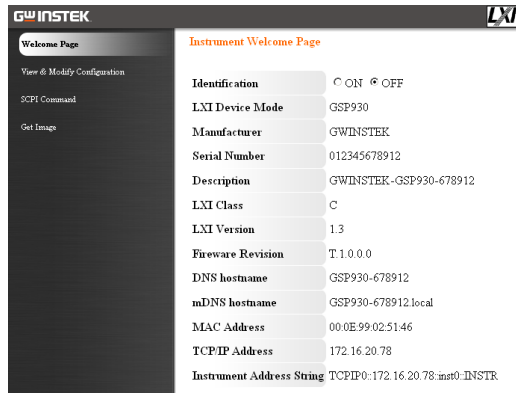 GWINSTEK
LXI
Welcome Page
View & Modify Configuration
SCPI Command
Get Image
Instrument Welcome Page
Identification ON OFF
LXI Device Mode GSP930
Manufacturer GWINSTEK
Serial Number 012345678912
Description GWINSTEK-GSP930-678912
LXI Class C
LXI Version 1.3
Fireware Revision T.1.0.0.0
DNS hostname GSP930-678912
mDNS hostname GSP930-678912.local
MAC Address 00:0E:99:02:51:46
TCP/IP Address 172.16.20.78
Instrument Address String TCPIP0::172.16.20.78::inst0::INSTR